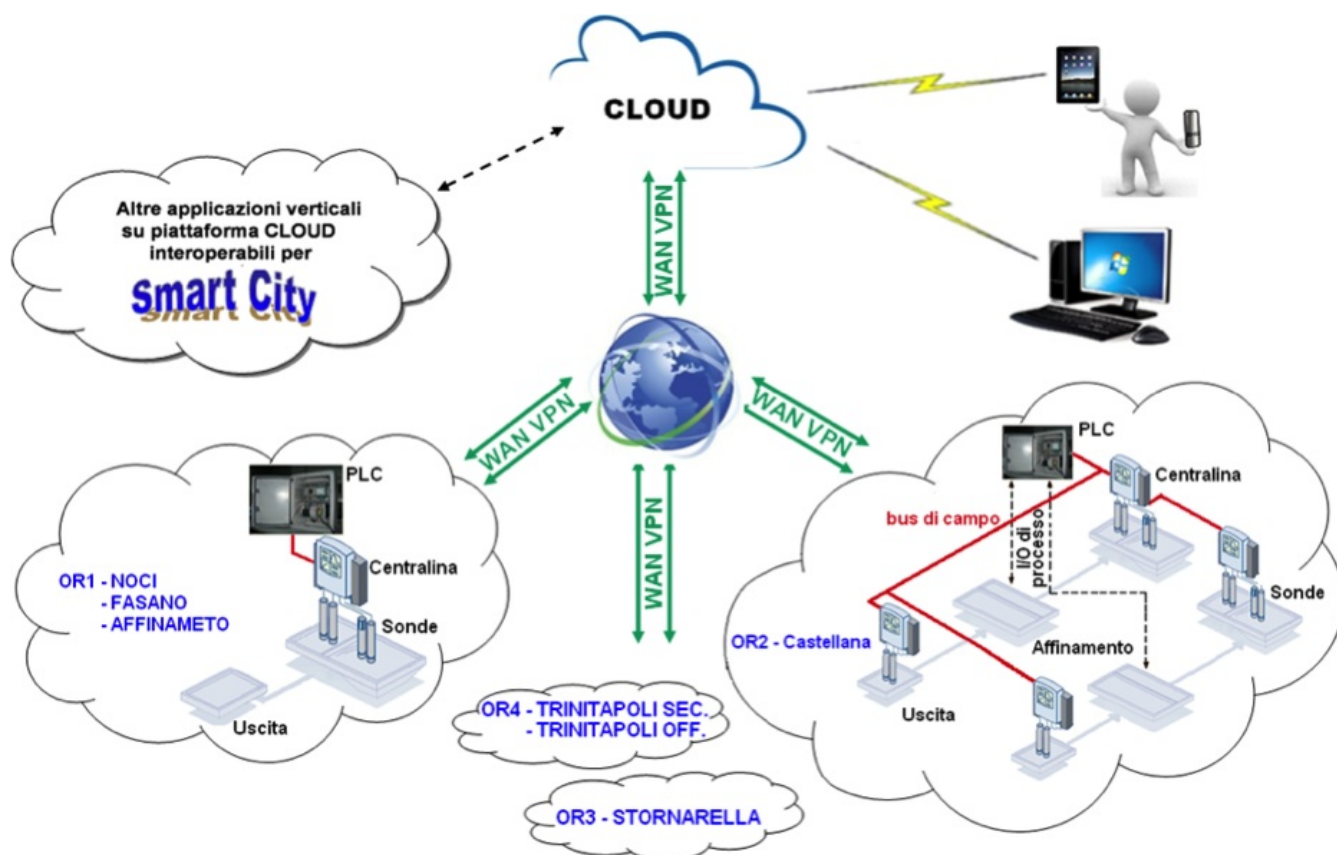 CLOUD
Altre applicazioni verticali
su piattaforma CLOUD
interoperabili per
smart City
WAN VPN
WAN VPN
WAN VPN
WAN VPN
PLC
Centralina
OR1 - NOCI
- FASANO
- AFFINAMETO
Sonde
Uscita
OR4 - TRINITAPOLI SEC.
- TRINITAPOLI OFF.
OR3 - STORNARELLA
PLC
Centralina
bus di campo
I/O di
processo
Sonde
OR2 - Castellana
Affinamento
Uscita